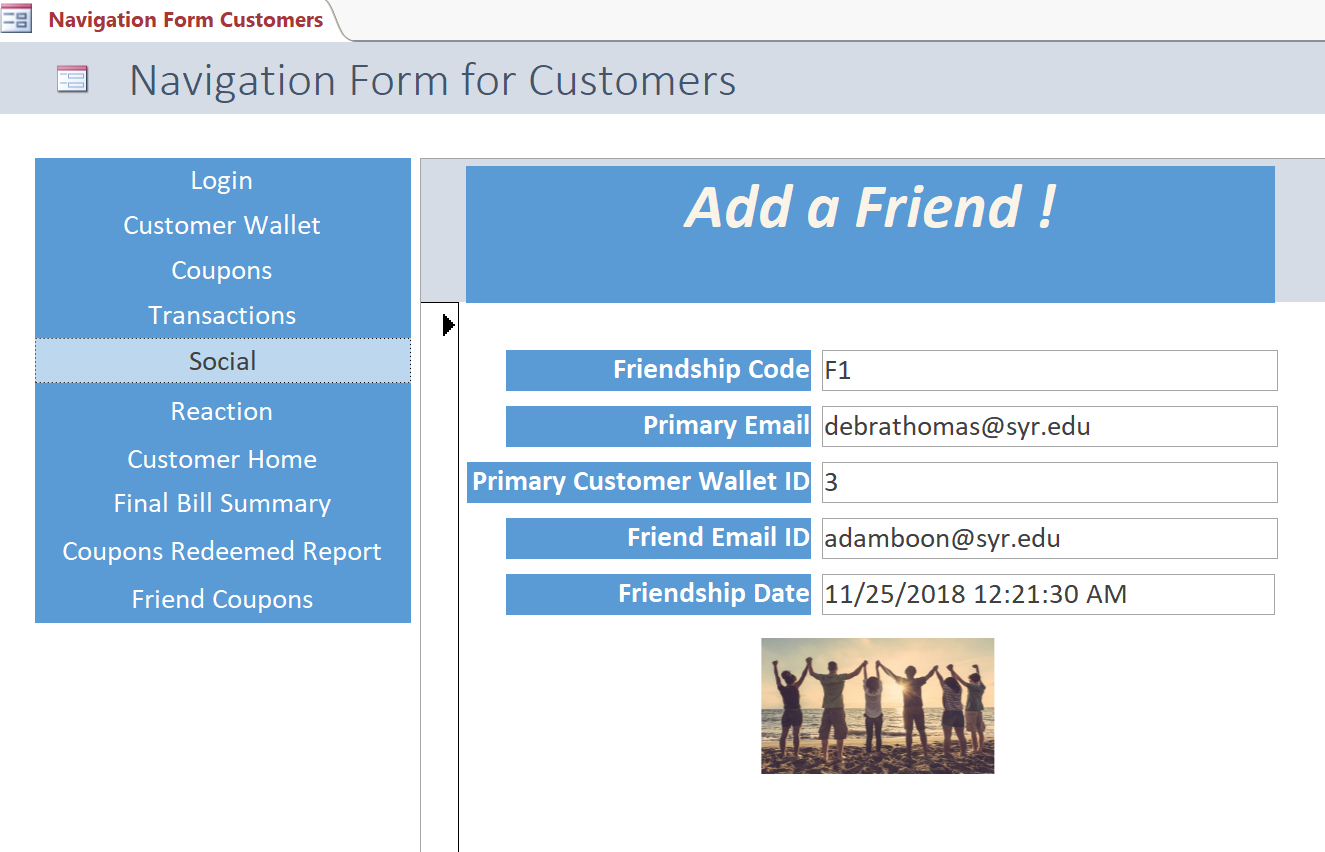 Navigation Form Customers
Navigation Form for Customers
Login
Customer Wallet
Coupons
Transactions
Social
Reaction
Customer Home
Final Bill Summary
Coupons Redeemed Report
Friend Coupons
Add a Friend !
Friendship Code F1
Primary Email debrathomas@syr.edu
Primary Customer Wallet ID 3
Friend Email ID adamboon@syr.edu
Friendship Date 11/25/2018 12:21:30 AM